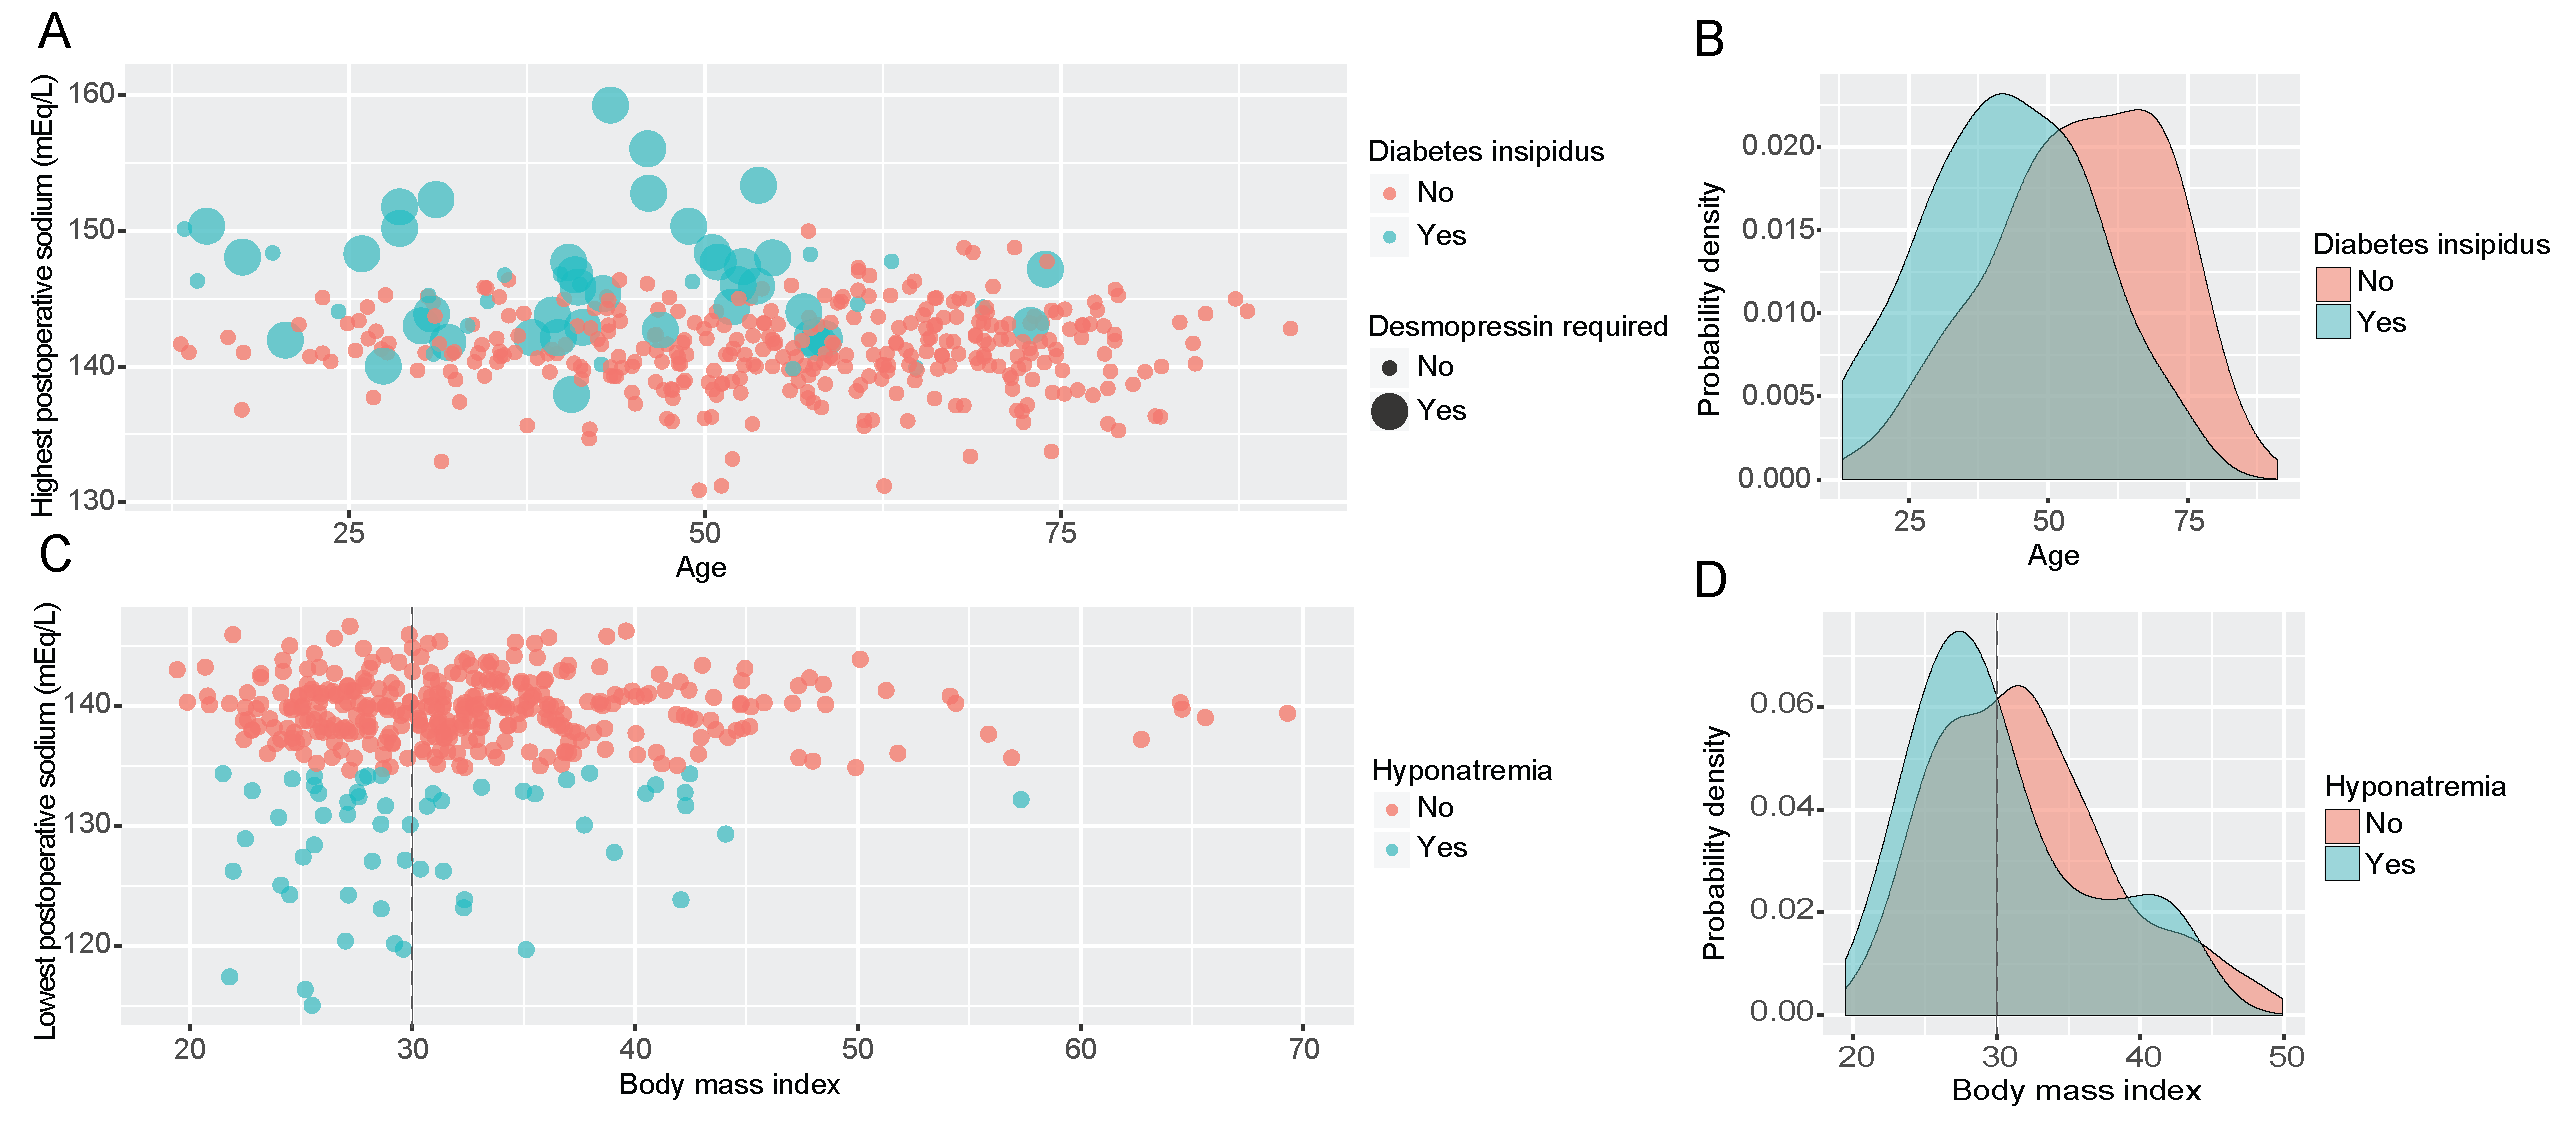 A
Highest postoperative sodium (mEq/L)
160
150
140
130
25
50
75
Age
Diabetes insipidus
No
Yes
Desmopressin required
No
Yes
B
Probability density
0.020
0.015
0.010
0.005
0.000
25
50
75
Age
Diabetes insipidus
No
Yes
C
Lowest postoperative sodium (mEq/L)
140
130
120
20
30
40
50
60
70
Body mass index
Hyponatremia
No
Yes
D
Probability density
0.06
0.04
0.02
0.00
20
30
40
50
Body mass index
Hyponatremia
No
Yes